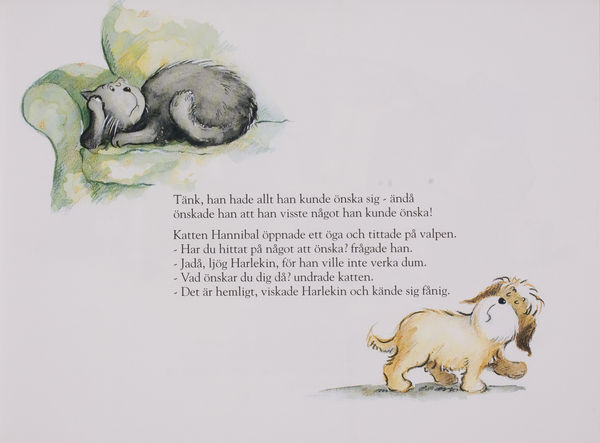 Tänk, han hade allt han kunde önska sig - ändå
önskade han att han visste något han kunde önska!
Katten Hannibal öppnade ett öga och tittade på valpen.
- Har du hittat på något att önska? frågade han.
- Jadå, ljög Harlekin, för han ville inte verka dum.
- Vad önskar du dig då? undrade katten.
- Det är hemligt, viskade Harlekin och kände sig fånig.